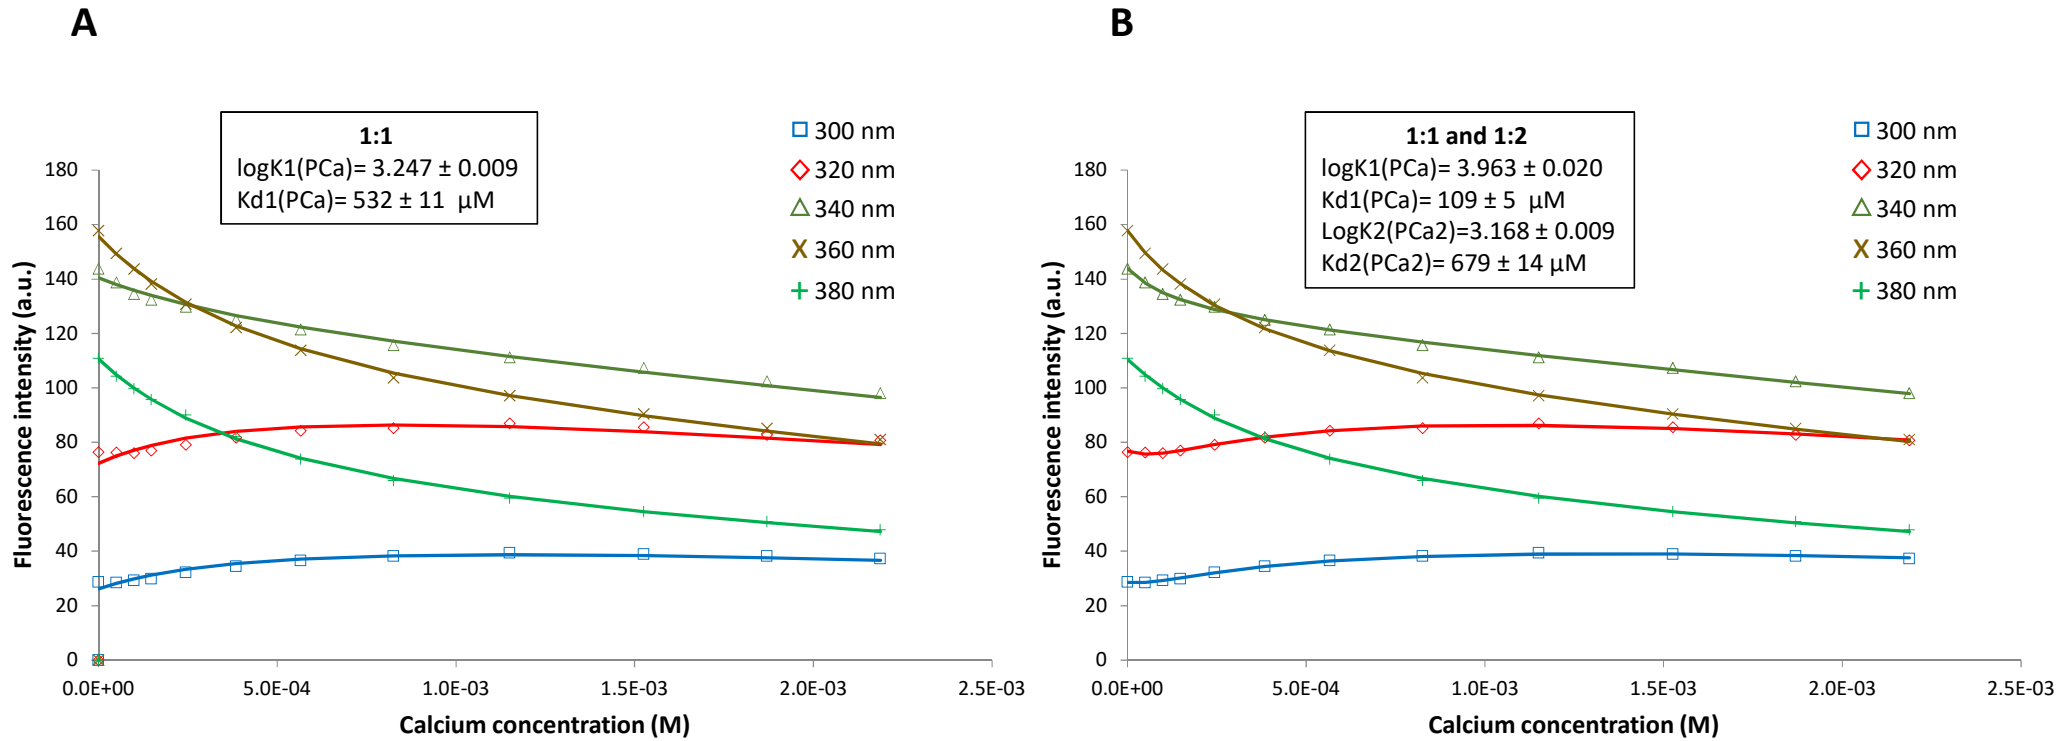 A
1:1
logK1(PCa)= 3.247 ± 0.009
Kd1(PCa)= 532 ± 11  µM
300 nm
320 nm
340 nm
360 nm
380 nm
Fluorescence intensity (a.u.)
180
160
140
120
100
80
60
40
20
0
0.0E+00
5.0E-04
1.0E-03
1.5E-03
2.0E-03
2.5E-03
Calcium concentration (M)
B
1:1 and 1:2
logK1(PCa)= 3.963 ± 0.020
Kd1(PCa)= 109 ± 5  µM
LogK2(PCa2)=3.168 ± 0.009
Kd2(PCa2)= 679 ± 14 µM
300 nm
320 nm
340 nm
360 nm
380 nm
Fluorescence intensity (a.u.)
180
160
140
120
100
80
60
40
20
0
0.0E+00
5.0E-04
1.0E-03
1.5E-03
2.0E-03
2.5E-03
Calcium concentration (M)